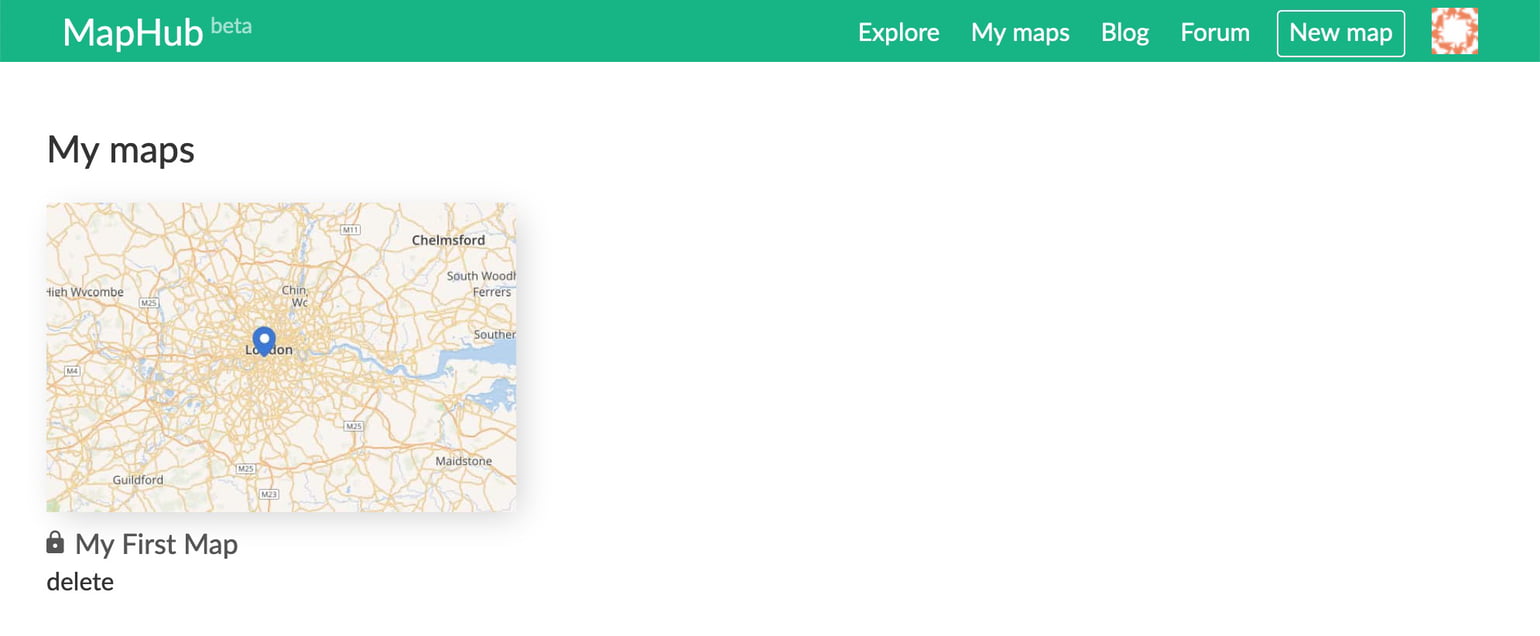 MapHub beta
Explore
My maps
Blog
Forum
New map
My maps
M11
Chelmsford
South Woodh
Ferrers
High Wycombe
M25
Chin
Wc
Souther
London
M4
M25
Maidstone
M25
Guildford
M23
My First Map
delete